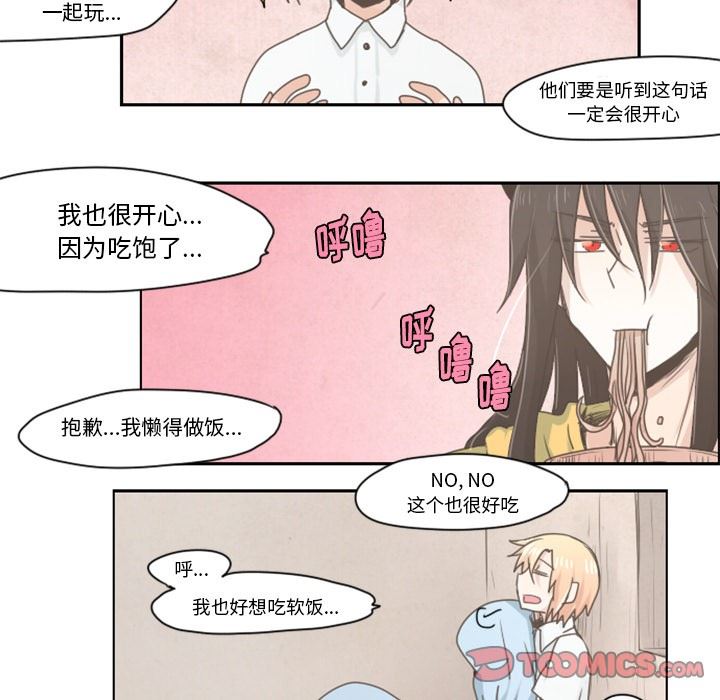 一起玩...
他们要是听到这句话
一定会很开心
我也很开心...
因为吃饱了...
呼噜
呼噜噜
抱歉...我懒得做饭...
NO, NO
这个也很好吃
呼...
我也好想吃软饭...
TOOMICS.COM